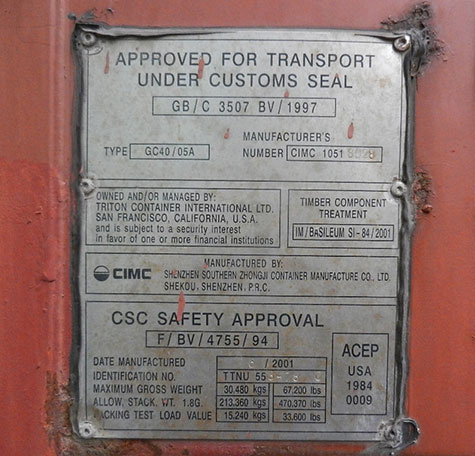 APPROVED FOR TRANSPORT
UNDER CUSTOMS SEAL
GB/C 3507 BV/1997
MANUFACTURER'S
TYPE GC40/05A NUMBER CIMC 1051
OWNED AND/OR MANAGED BY:
TRITON CONTAINER INTERNATIONAL LTD.
SAN FRANCISCO, CALIFORNIA, U.S.A.
and is subject to a security interest
in favor of one or more financial institutions
TIMBER COMPONENT
TREATMENT
IM/BASILEUM SI-84/2001
MANUFACTURED BY:
CIMC SHENZHEN SOUTHERN ZHONGJI CONTAINER MANUFACTURE CO., LTD.
SHEKOU, SHENZHEN, P.R.C.
CSC SAFETY APPROVAL
F/BV/4755/94
DATE MANUFACTURED /2001
IDENTIFICATION NO. TTNU 55
MAXIMUM GROSS WEIGHT 30.480 kgs 67.200 lbs
ALLOW. STACK. WT. 1.8G. 213.360 kgs 470.370 lbs
RACKING TEST LOAD VALUE 15.240 kgs 33.600 lbs
ACEP
USA
1984
0009